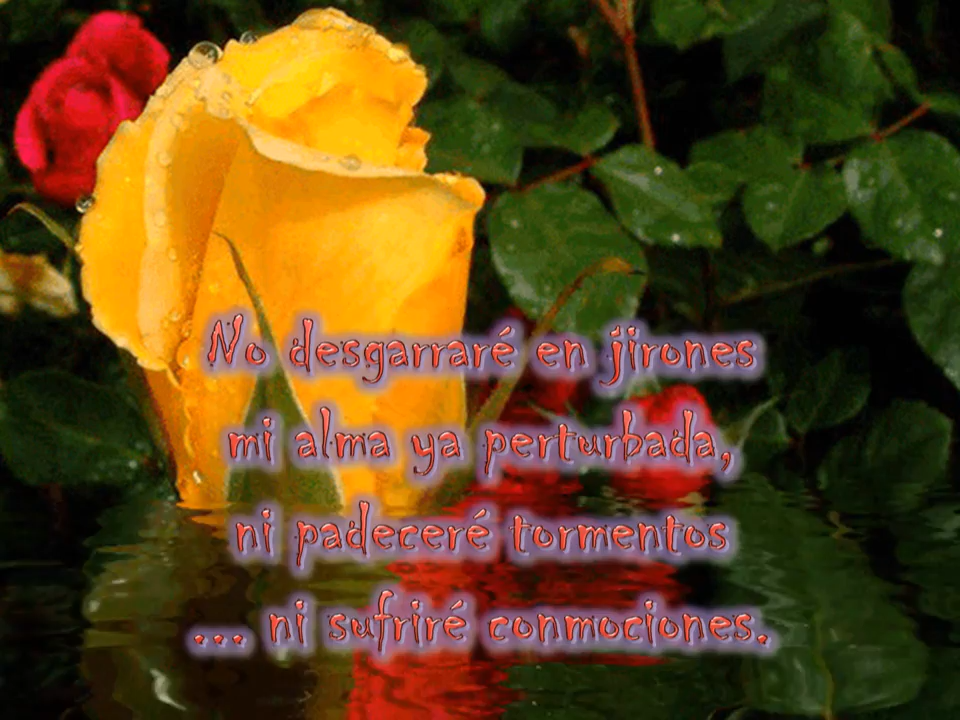 No desgarraré en jirones
mi alma ya perturbada,
ni padeceré tormentos
... ni sufriré conmociones.